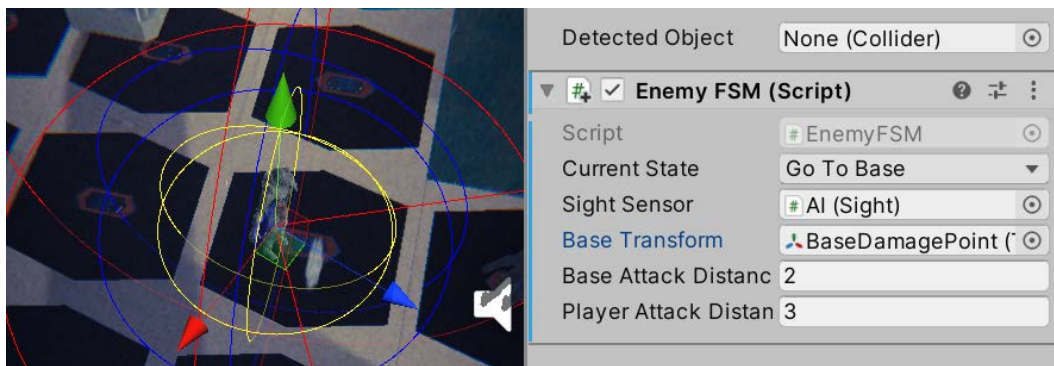 Detected Object None (Collider)
Enemy FSM (Script)
Script EnemyFSM
Current State Go To Base
Sight Sensor AI (Sight)
Base Transform BaseDamagePoint (T
Base Attack Distanc 2
Player Attack Distan 3